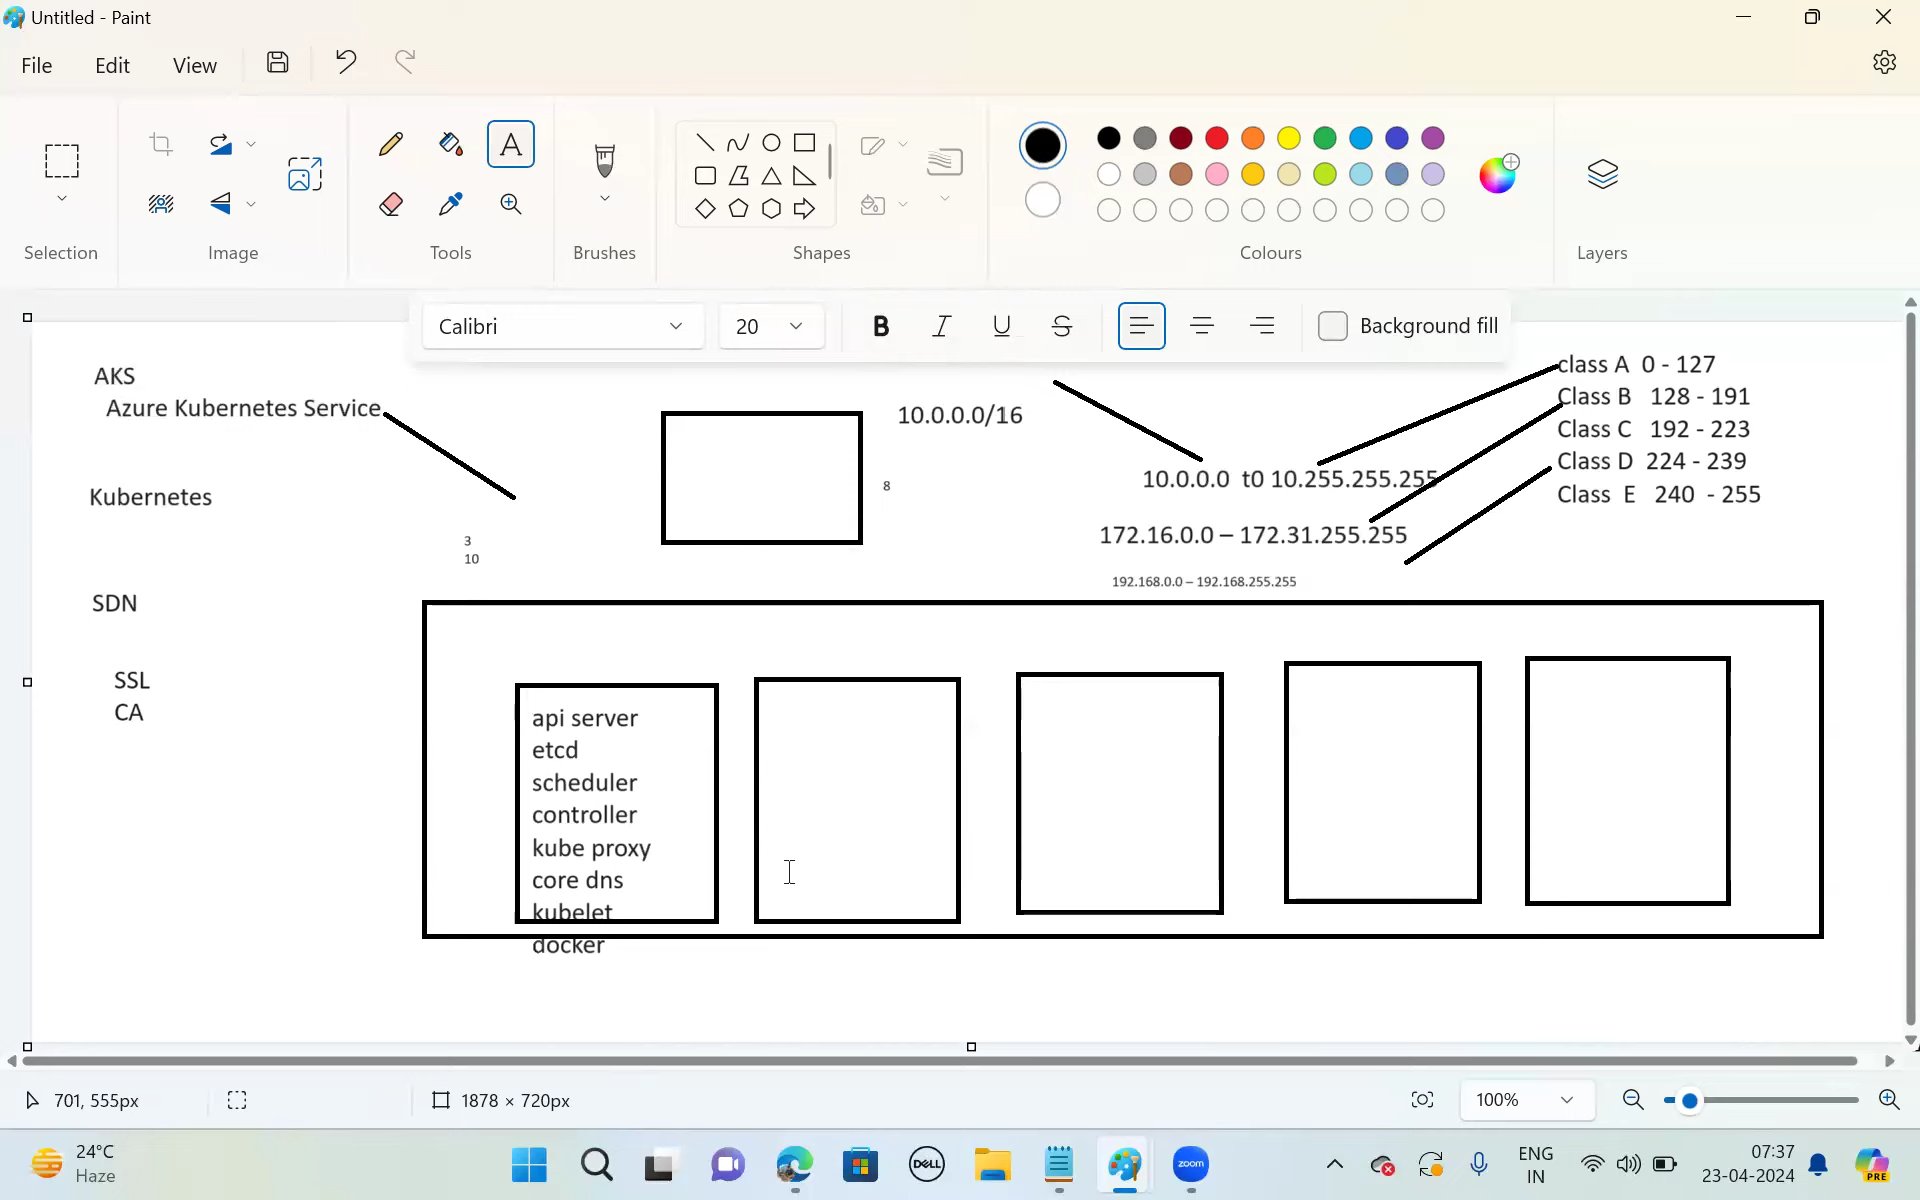 Untitled - Paint
File Edit View
Selection
Image
Tools
Brushes
Shapes
Colours
Layers
Calibri 20 B I U S Background fill
AKS
Azure Kubernetes Service
Kubernetes
3
10
SDN
SSL
CA
10.0.0.0/16
8
10.0.0.0 t0 10.255.255.255
172.16.0.0 – 172.31.255.255
192.168.0.0 – 192.168.255.255
class A 0 - 127
Class B 128 - 191
Class C 192 - 223
Class D 224 - 239
Class E 240 - 255
api server
etcd
scheduler
controller
kube proxy
core dns
kubelet
docker
701, 555px
1878 × 720px
100%
24°C
Haze
DELL
zoom
ENG
IN
07:37
23-04-2024
PRE